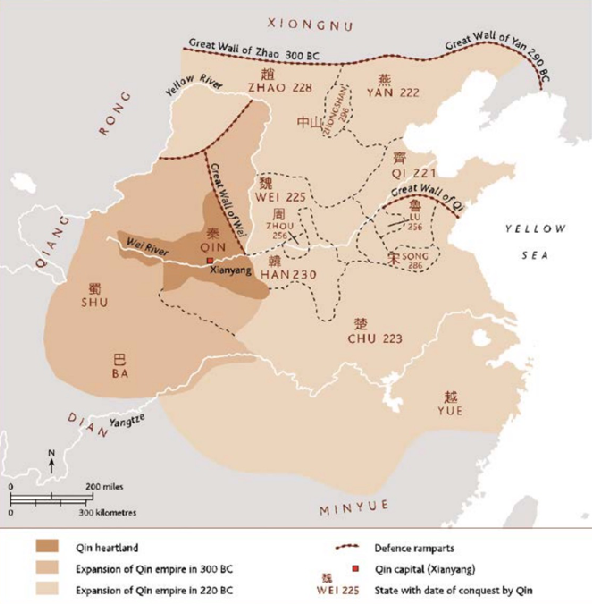 XIONGNU
Great Wall of Zhao 300 BC
Great Wall of Yan 290 BC
趙
ZHAO 228
燕
YAN 222
Yellow River
RONG
中山
ZHONGSHAN
296
齊
QI 221
魏
WEI 225
Great Wall of Qi
魯
LU
256
周
ZHOU
256
Great Wall of Wei
QIANG
秦
QIN
YELLOW
SEA
Wei River
Xianyang
HAN 230
宋 SONG
286
蜀
SHU
楚
CHU 223
巴
BA
越
YUE
DIAN
Yangtze
N
0 200 miles
0 300 kilometres
MINYUE
Qin heartland
Expansion of Qin empire in 300 BC
Expansion of Qin empire in 220 BC
Defence ramparts
Qin capital (Xianyang)
魏
WEI 225
State with date of conquest by Qin